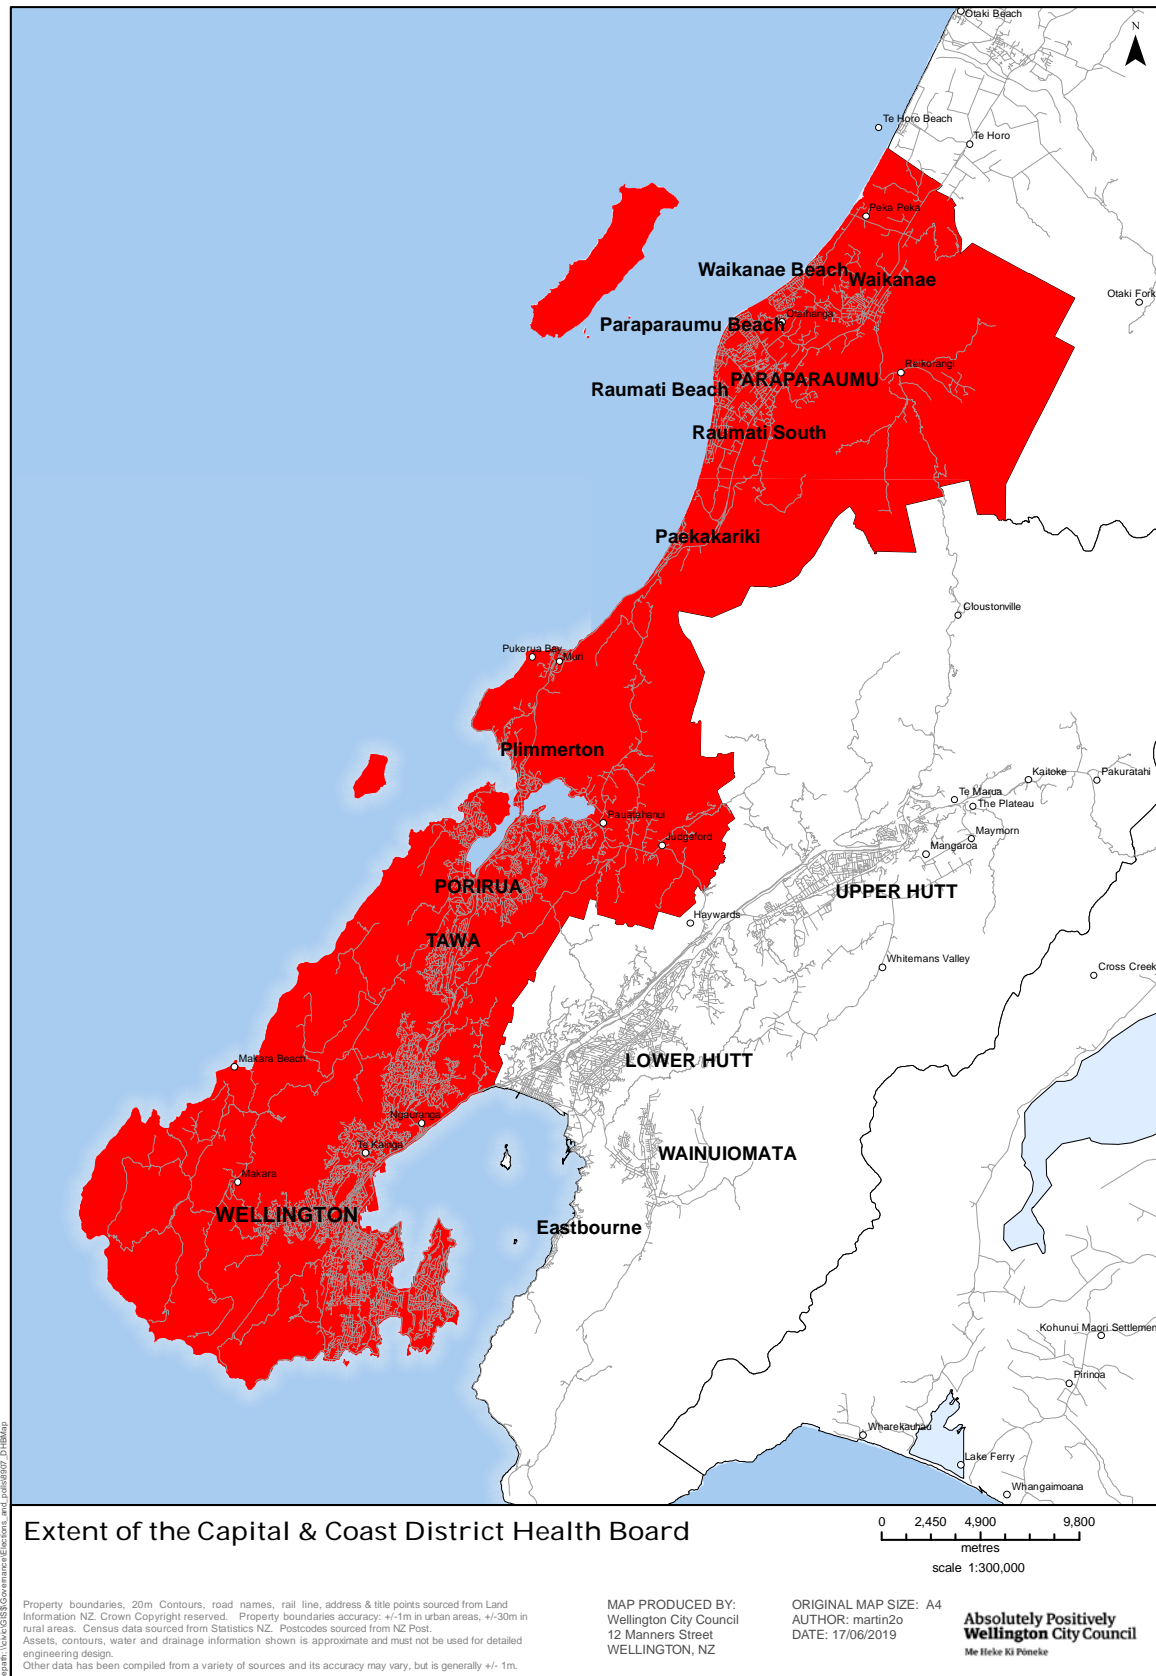 Otaki Beach
N
Te Horo Beach
Te Horo
Peka Peka
Waikanae Beach
Waikanae
Otaki Fork
Otaihanga
Paraparaumu Beach
Reikorangi
PARAPARAUMU
Raumati Beach
Raumati South
Paekakariki
Cloustonville
Pukerua Bay
Muri
Plimmerton
Kaitoke
Pakuratahi
Te Marua
The Plateau
Pauatahanui
Judgeford
Maymorn
Mangaroa
PORIRUA
UPPER HUTT
Haywards
TAWA
Whitemans Valley
Cross Creek
Makara Beach
LOWER HUTT
Ngauranga
Te Kainga
WAINUIOMATA
Makara
WELLINGTON
Eastbourne
Kohunui Maori Settlemen
Pirinoa
Wharekauhau
Lake Ferry
Whangaimoana
Extent of the Capital & Coast District Health Board
0 2,450 4,900 9,800
metres
scale 1:300,000
Property boundaries, 20m Contours, road names, rail line, address & title points sourced from Land
Information NZ. Crown Copyright reserved. Property boundaries accuracy: +/-1m in urban areas, +/-30m in
rural areas. Census data sourced from Statistics NZ. Postcodes sourced from NZ Post.
Assets, contours, water and drainage information shown is approximate and must not be used for detailed
engineering design.
Other data has been compiled from a variety of sources and its accuracy may vary, but is generally +/- 1m.
MAP PRODUCED BY:
Wellington City Council
12 Manners Street
WELLINGTON, NZ
ORIGINAL MAP SIZE: A4
AUTHOR: martin2o
DATE: 17/06/2019
Absolutely Positively
Wellington City Council
Me Heke Ki Pōneke